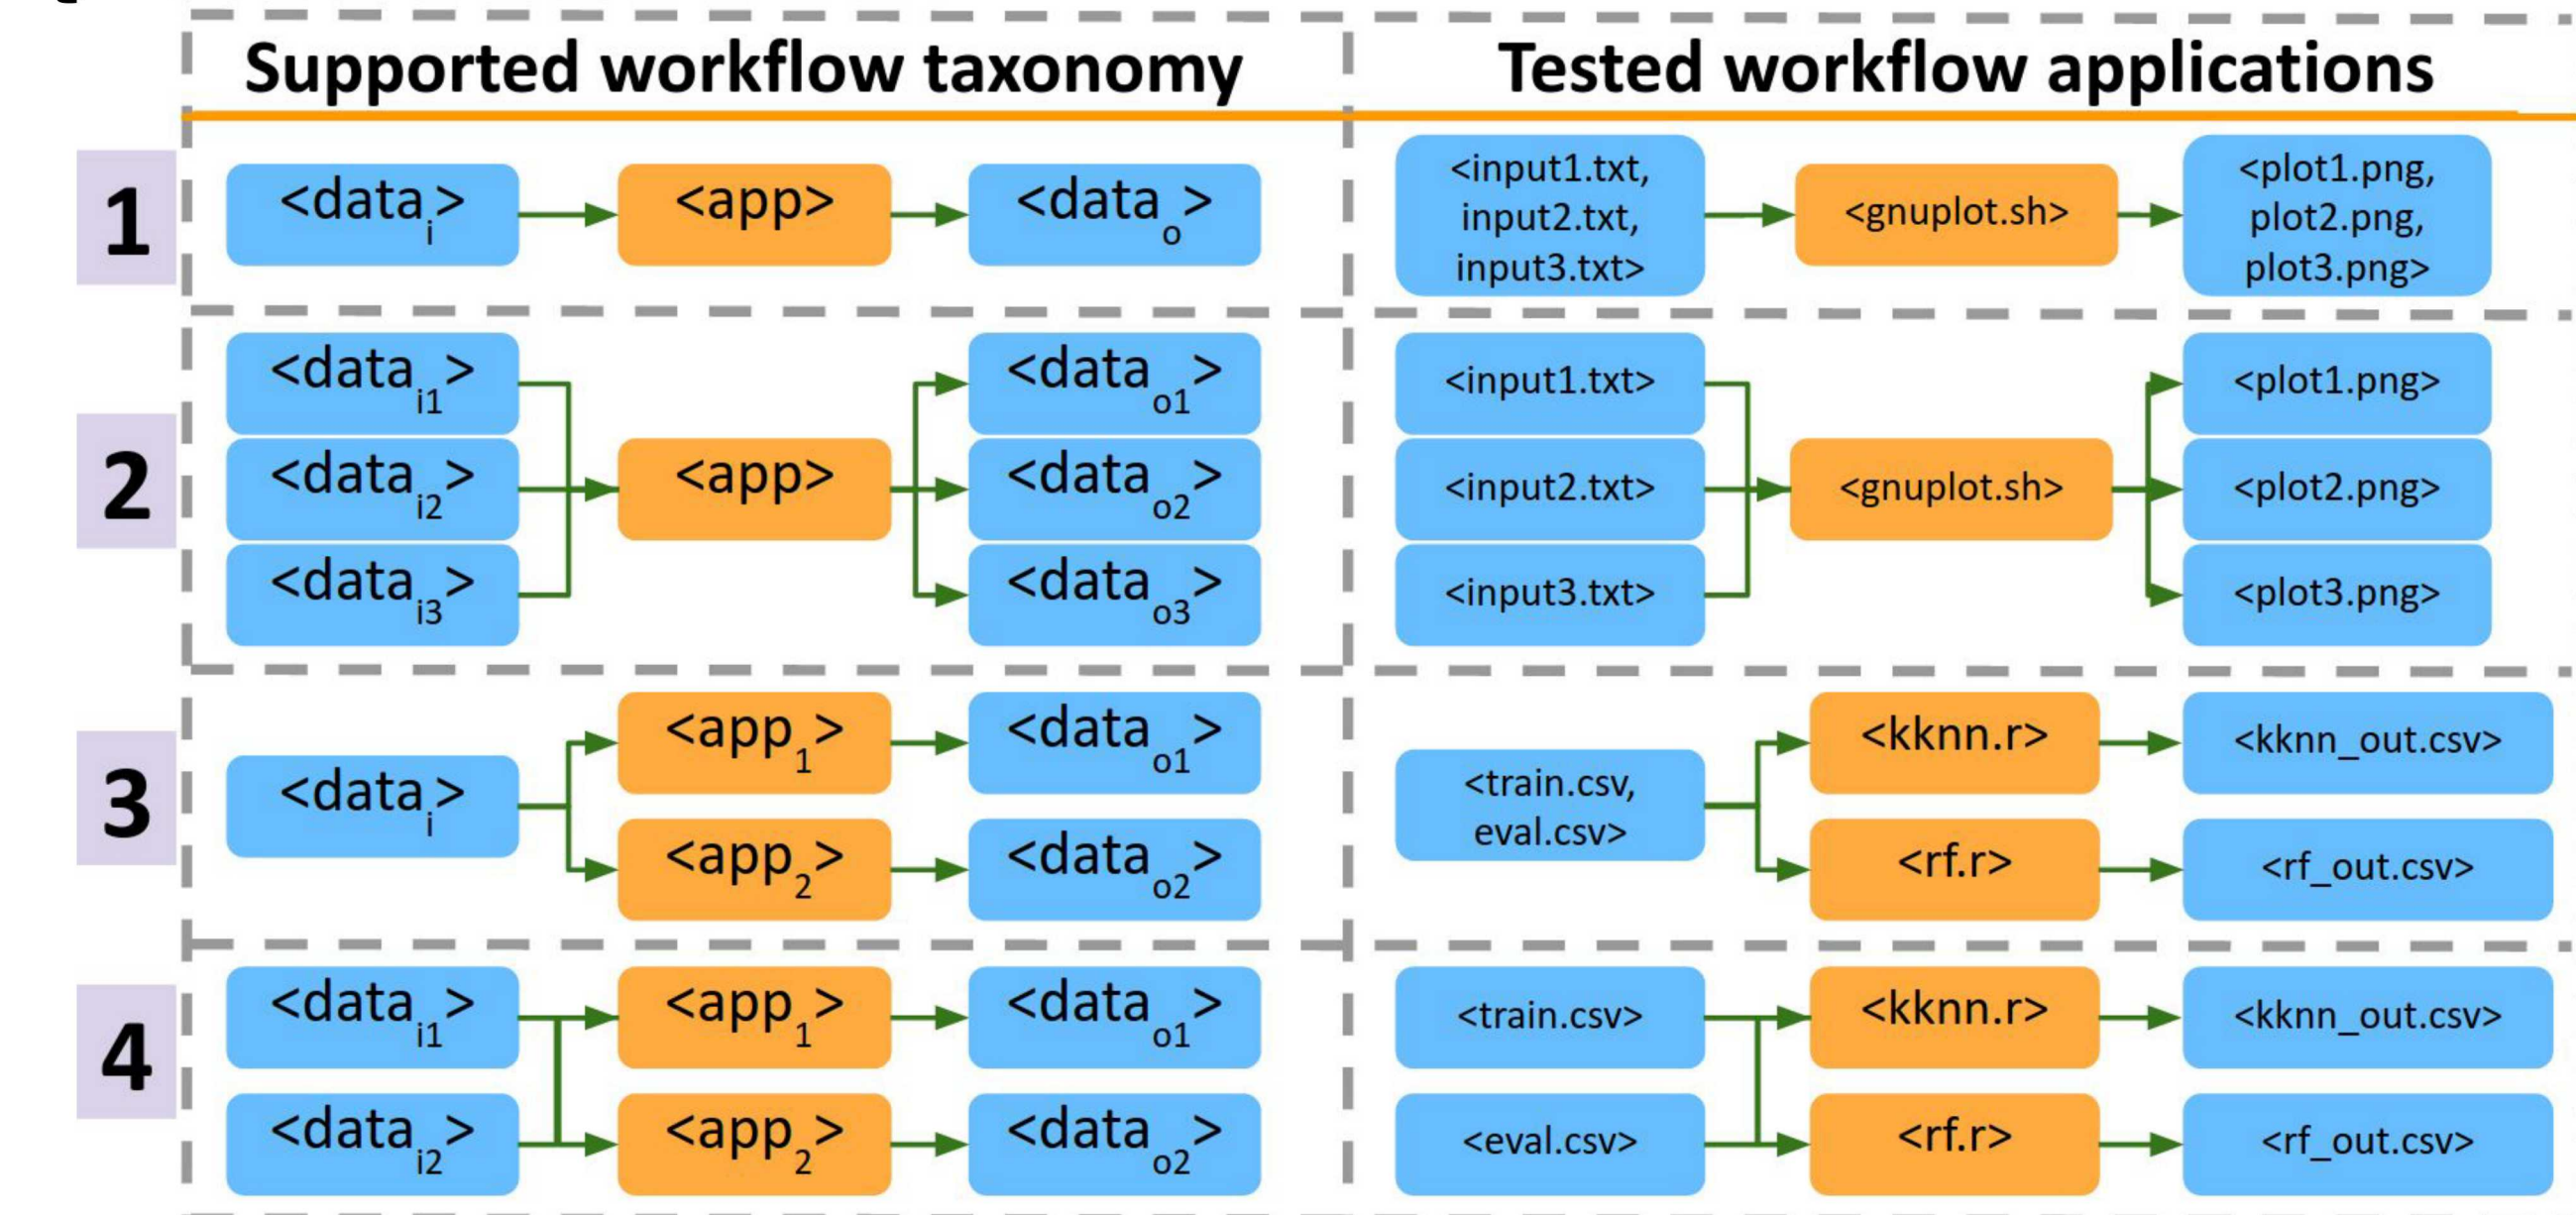 Supported workflow taxonomy
Tested workflow applications
1
<data_i>
<app>
<data_o>
<input1.txt,
input2.txt,
input3.txt>
<gnuplot.sh>
<plot1.png,
plot2.png,
plot3.png>
2
<data_i1>
<data_i2>
<data_i3>
<app>
<data_o1>
<data_o2>
<data_o3>
<input1.txt>
<input2.txt>
<input3.txt>
<gnuplot.sh>
<plot1.png>
<plot2.png>
<plot3.png>
3
<data_i>
<app_1>
<data_o1>
<app_2>
<data_o2>
<train.csv,
eval.csv>
<kknn.r>
<kknn_out.csv>
<rf.r>
<rf_out.csv>
4
<data_i1>
<app_1>
<data_o1>
<data_i2>
<app_2>
<data_o2>
<train.csv>
<kknn.r>
<kknn_out.csv>
<eval.csv>
<rf.r>
<rf_out.csv>